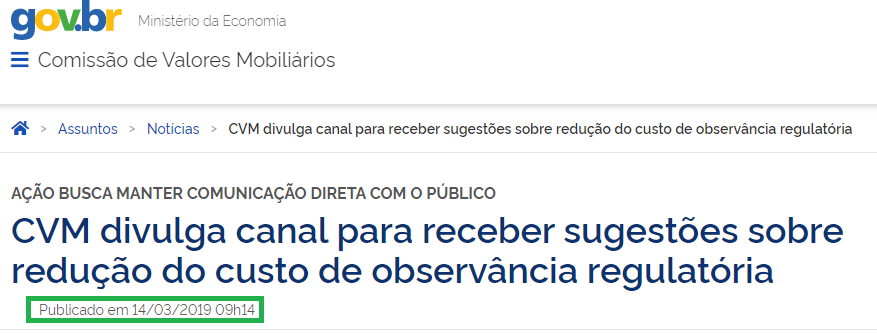 gov.br Ministério da Economia
Comissão de Valores Mobiliários
> Assuntos > Notícias > CVM divulga canal para receber sugestões sobre redução do custo de observância regulatória
AÇÃO BUSCA MANTER COMUNICAÇÃO DIRETA COM O PÚBLICO
CVM divulga canal para receber sugestões sobre
redução do custo de observância regulatória
Publicado em 14/03/2019 09h14